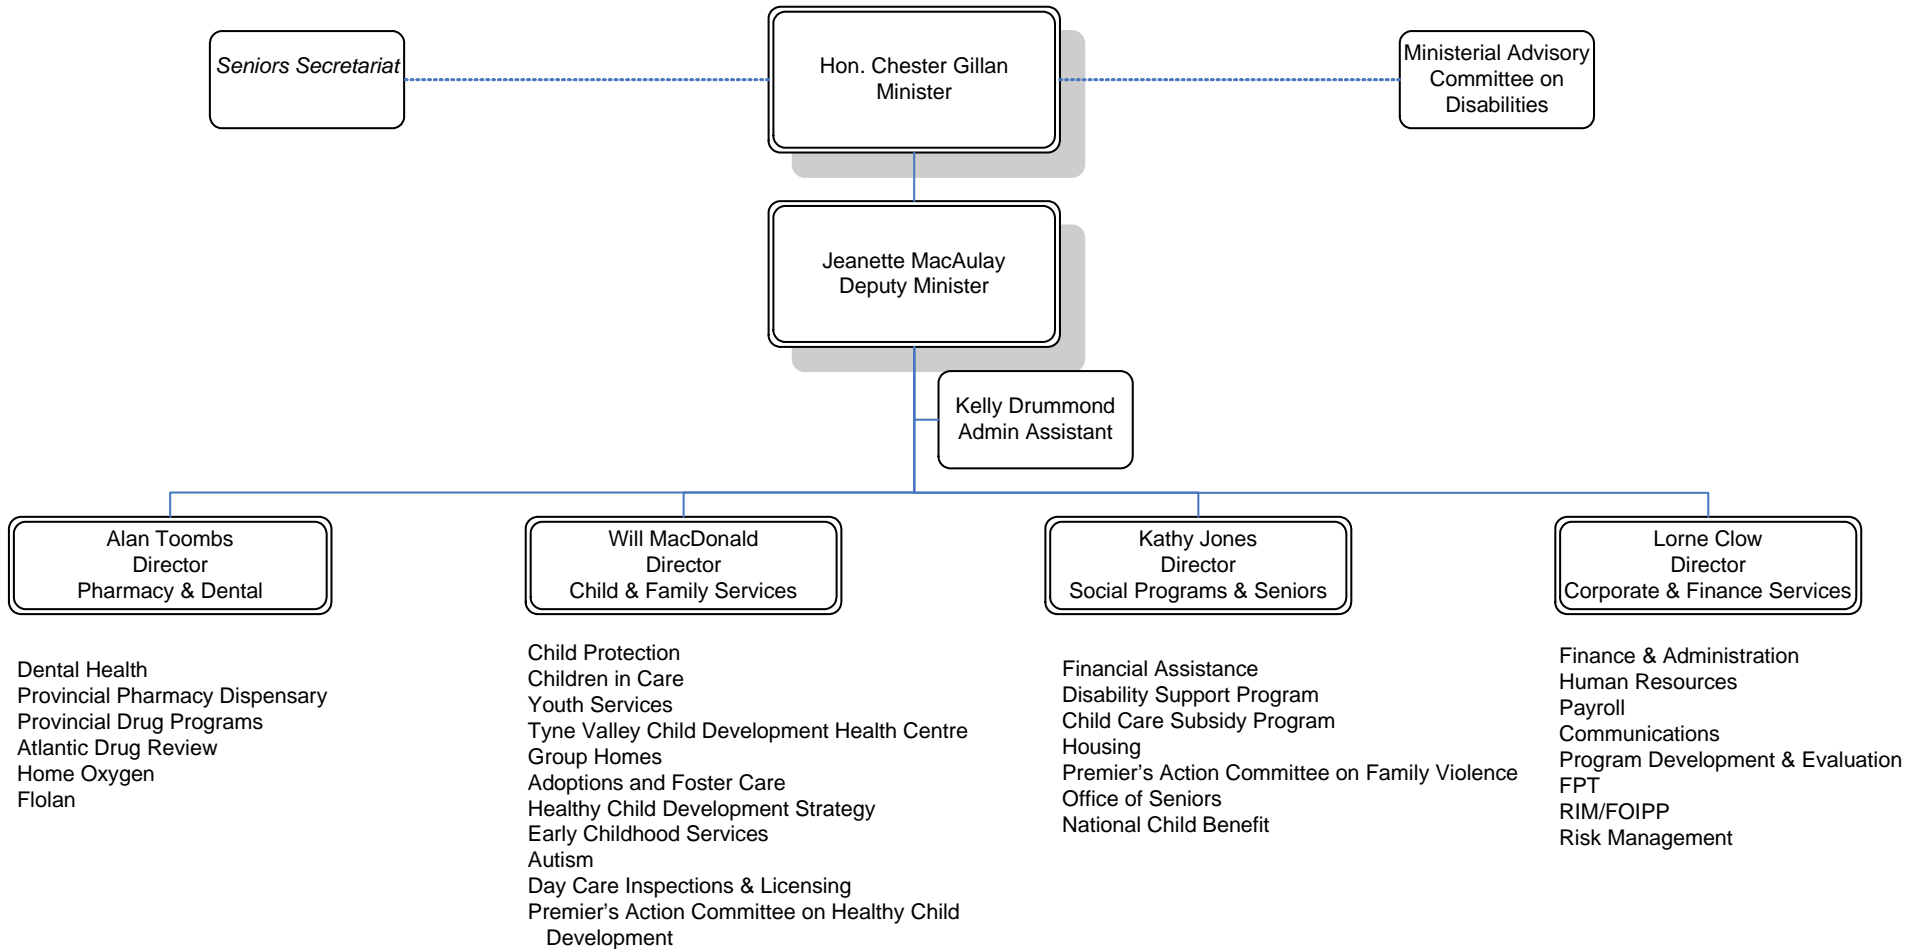 Seniors Secretariat
Hon. Chester Gillan
Minister
Ministerial Advisory
Committee on
Disabilities
Jeanette MacAulay
Deputy Minister
Kelly Drummond
Admin Assistant
Alan Toombs
Director
Pharmacy & Dental
Will MacDonald
Director
Child & Family Services
Kathy Jones
Director
Social Programs & Seniors
Lorne Clow
Director
Corporate & Finance Services
Dental Health
Provincial Pharmacy Dispensary
Provincial Drug Programs
Atlantic Drug Review
Home Oxygen
Flolan
Child Protection
Children in Care
Youth Services
Tyne Valley Child Development Health Centre
Group Homes
Adoptions and Foster Care
Healthy Child Development Strategy
Early Childhood Services
Autism
Day Care Inspections & Licensing
Premier’s Action Committee on Healthy Child
Development
Financial Assistance
Disability Support Program
Child Care Subsidy Program
Housing
Premier’s Action Committee on Family Violence
Office of Seniors
National Child Benefit
Finance & Administration
Human Resources
Payroll
Communications
Program Development & Evaluation
FPT
RIM/FOIPP
Risk Management